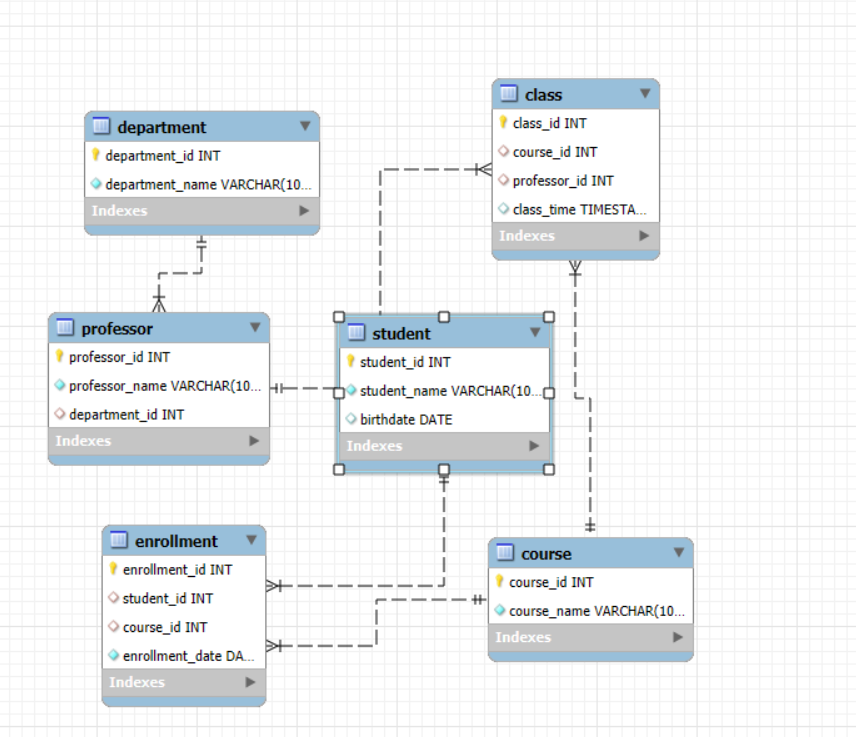 department
department_id INT
department_name VARCHAR(10...
Indexes
class
class_id INT
course_id INT
professor_id INT
class_time TIMESTA...
Indexes
professor
professor_id INT
professor_name VARCHAR(10...
department_id INT
Indexes
student
student_id INT
student_name VARCHAR(10...
birthdate DATE
Indexes
enrollment
enrollment_id INT
student_id INT
course_id INT
enrollment_date DA...
Indexes
course
course_id INT
course_name VARCHAR(10...
Indexes